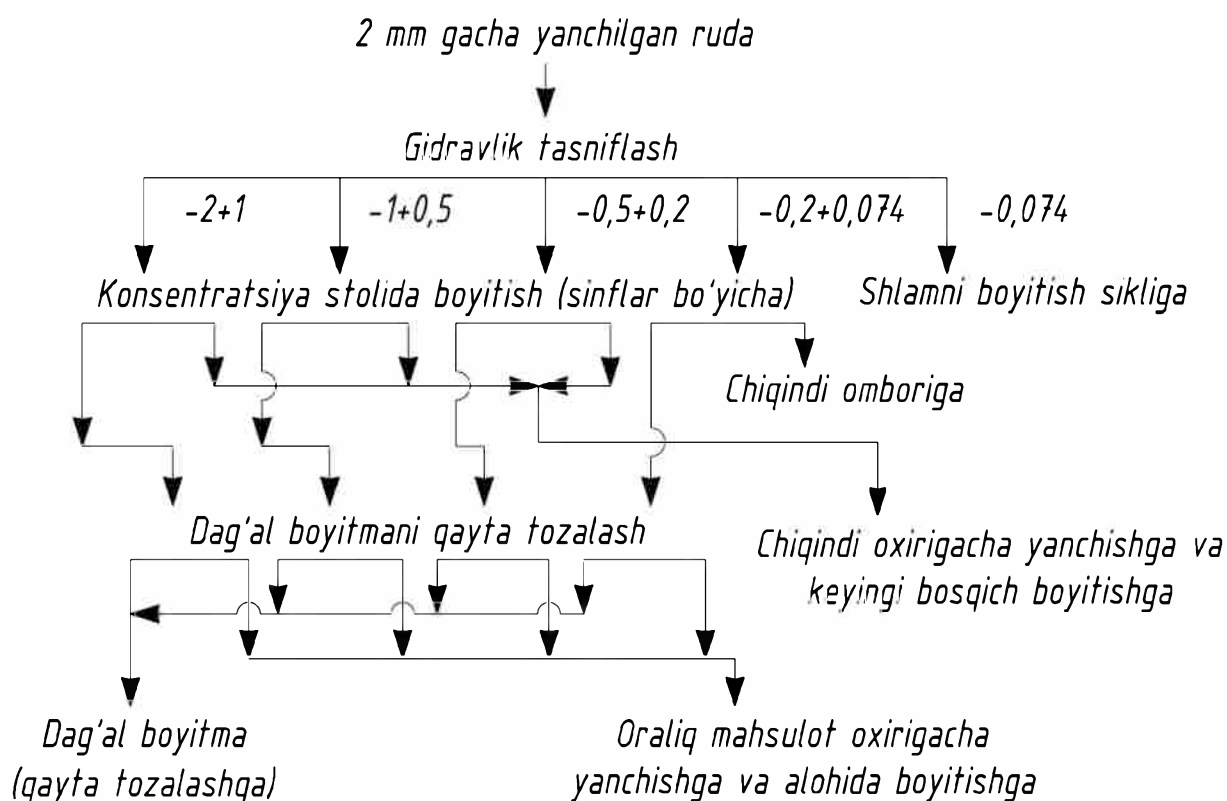 2 mm gacha yanchilgan ruda
Gidravlik tasniflash
-2+1
-1+0,5
-0,5+0,2
-0,2+0,074
-0,074
Konsentratsiya stolida boyitish (sinflar bo'yicha)
Shlamni boyitish sikliga
Chiqindi omboriga
Dag'al boyitmani qayta tozalash
Chiqindi oxirigacha yanchishga va
keyingi bosqich boyitishga
Dag'al boyitma
(qayta tozalashga)
Oraliq mahsulot oxirigacha
yanchishga va alohida boyitishga